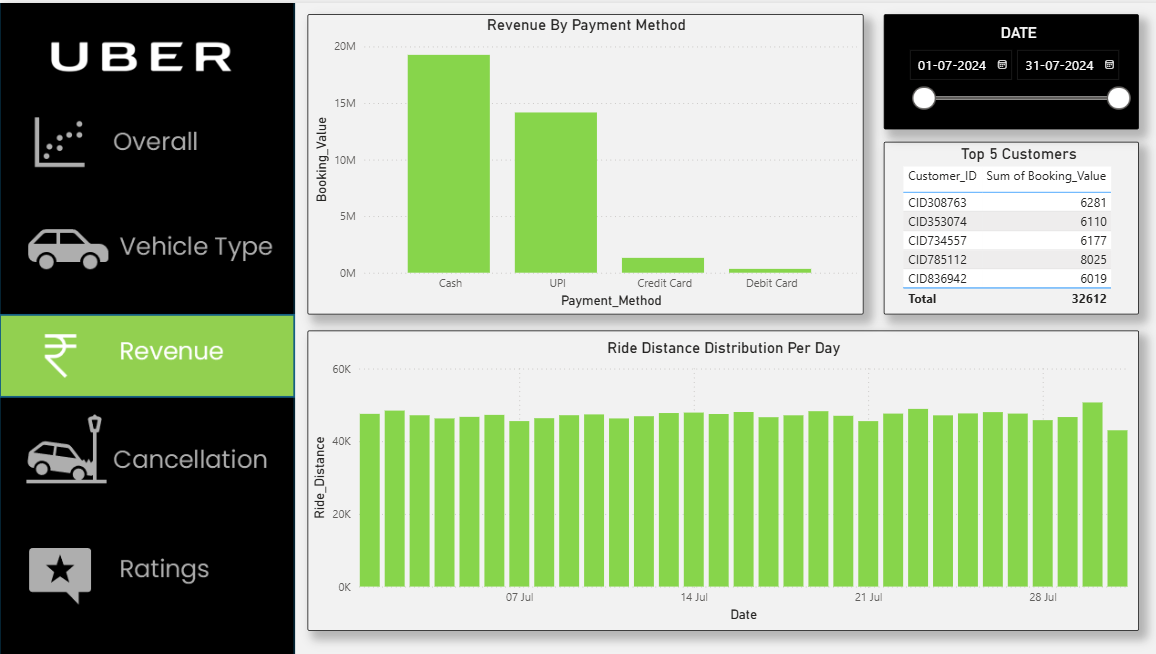 UBER
Overall
Vehicle Type
Revenue
Cancellation
Ratings
Revenue By Payment Method
20M
15M
10M
5M
0M
Booking_Value
Cash UPI Credit Card Debit Card
Payment_Method
DATE
01-07-2024 31-07-2024
Top 5 Customers
Customer_ID Sum of Booking_Value
CID308763 6281
CID353074 6110
CID734557 6177
CID785112 8025
CID836942 6019
Total 32612
Ride Distance Distribution Per Day
60K
40K
20K
0K
Ride_Distance
07 Jul 14 Jul 21 Jul 28 Jul
Date